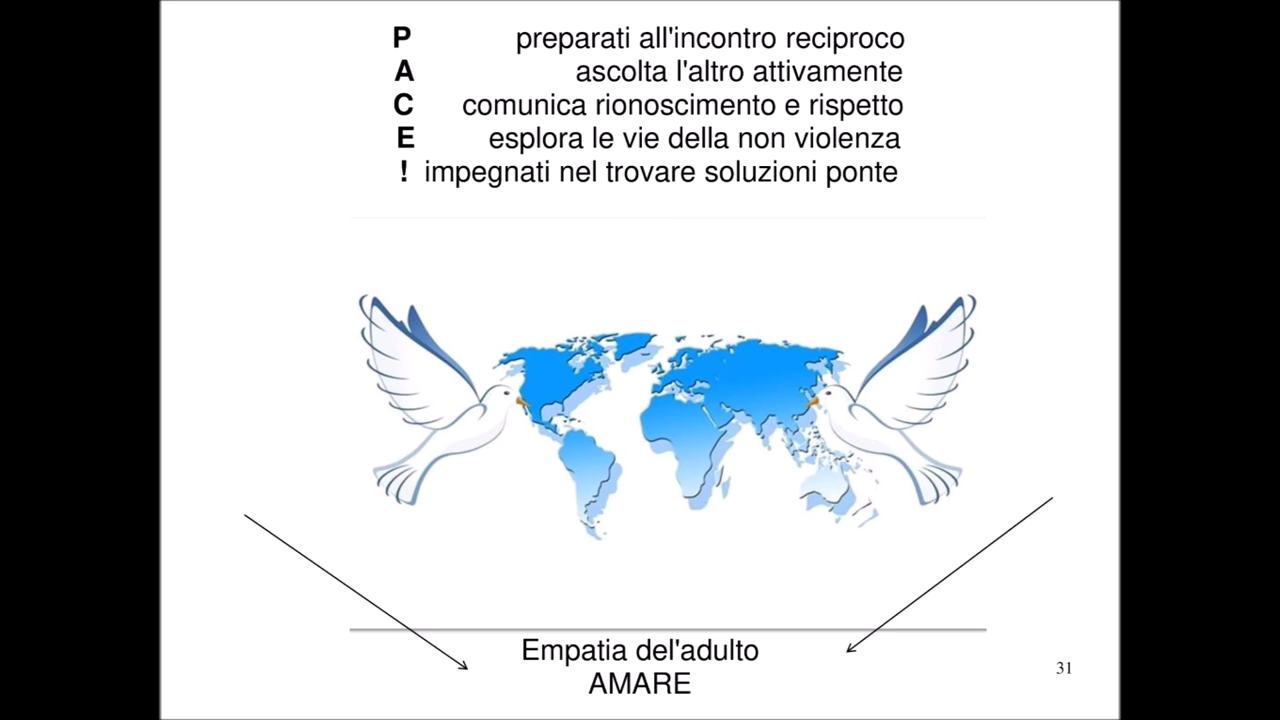 P preparati all'incontro reciproco
A ascolta l'altro attivamente
C comunica rionoscimento e rispetto
E esplora le vie della non violenza
! impegnati nel trovare soluzioni ponte
Empatia del'adulto
AMARE
31